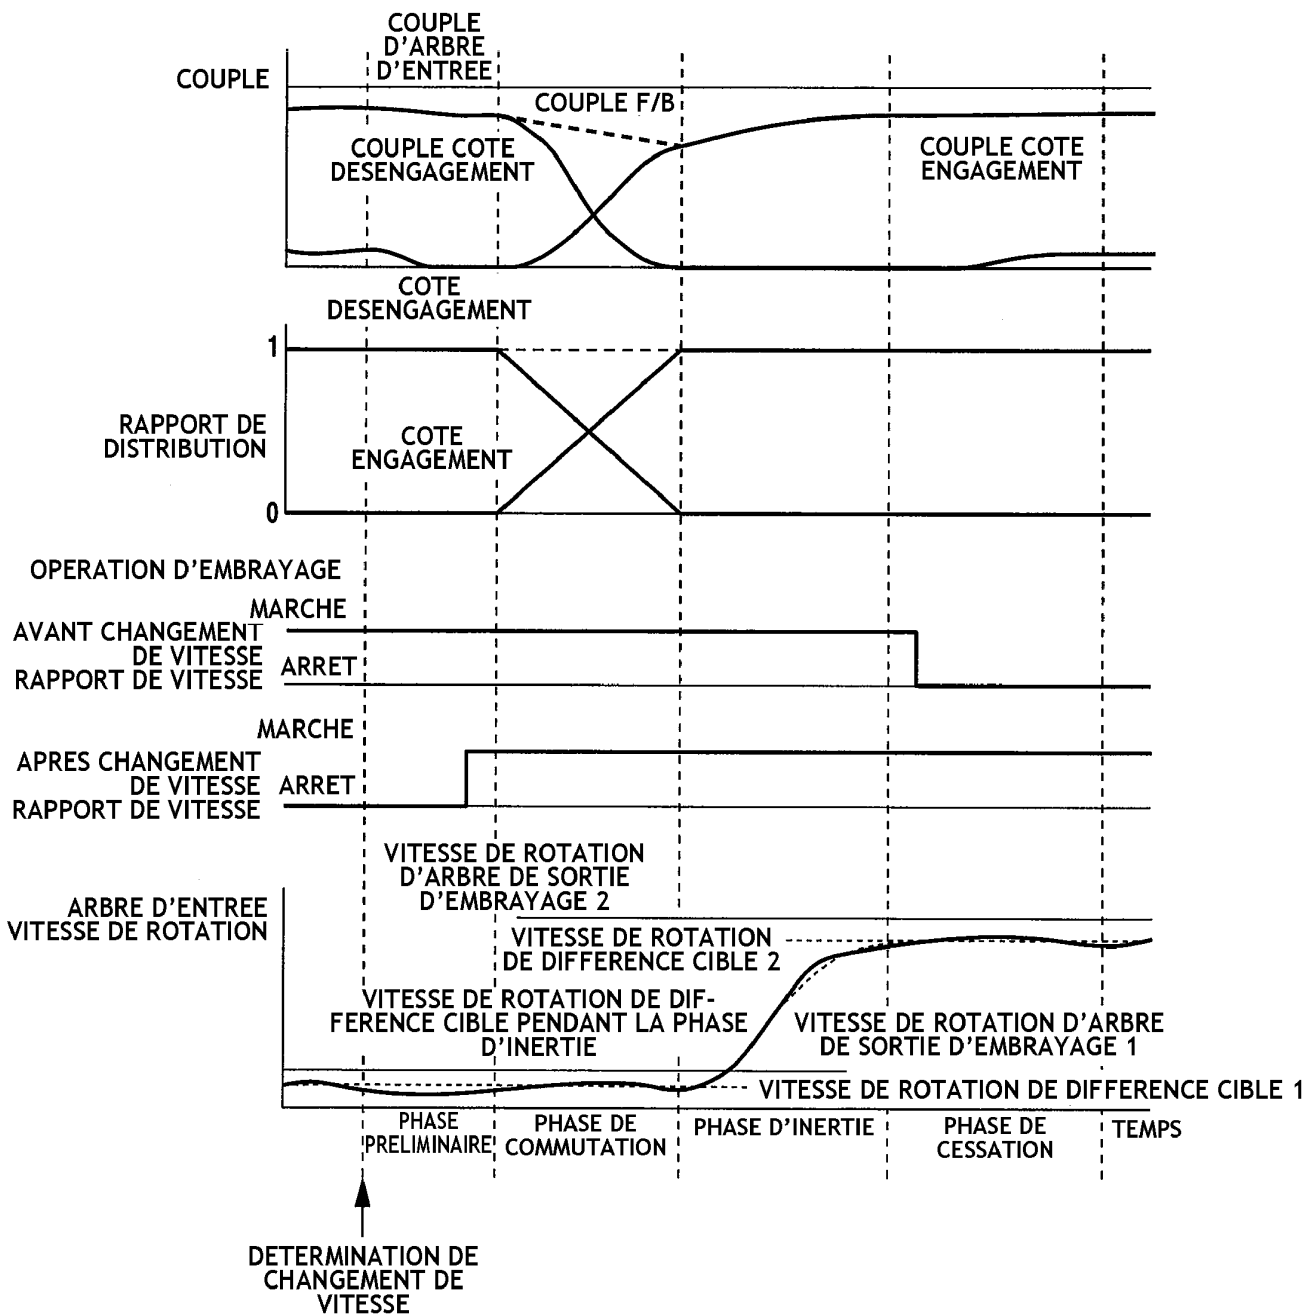 COUPLE
D'ARBRE
D'ENTREE
COUPLE
COUPLE F/B
COUPLE COTE
DESENGAGEMENT
COUPLE COTE
ENGAGEMENT
COTE
DESENGAGEMENT
1
RAPPORT DE
DISTRIBUTION
COTE
ENGAGEMENT
0
OPERATION D'EMBRAYAGE
MARCHE
AVANT CHANGEMENT
DE VITESSE
RAPPORT DE VITESSE
ARRET
MARCHE
APRES CHANGEMENT
DE VITESSE
RAPPORT DE VITESSE
ARRET
VITESSE DE ROTATION
D'ARBRE DE SORTIE
D'EMBRAYAGE 2
ARBRE D'ENTREE
VITESSE DE ROTATION
VITESSE DE ROTATION
DE DIFFERENCE CIBLE 2
VITESSE DE ROTATION DE DIF-
FERENCE CIBLE PENDANT LA PHASE
D'INERTIE
VITESSE DE ROTATION D'ARBRE
DE SORTIE D'EMBRAYAGE 1
VITESSE DE ROTATION DE DIFFERENCE CIBLE 1
PHASE
PRELIMINAIRE
PHASE DE
COMMUTATION
PHASE D'INERTIE
PHASE DE
CESSATION
TEMPS
DETERMINATION DE
CHANGEMENT DE
VITESSE